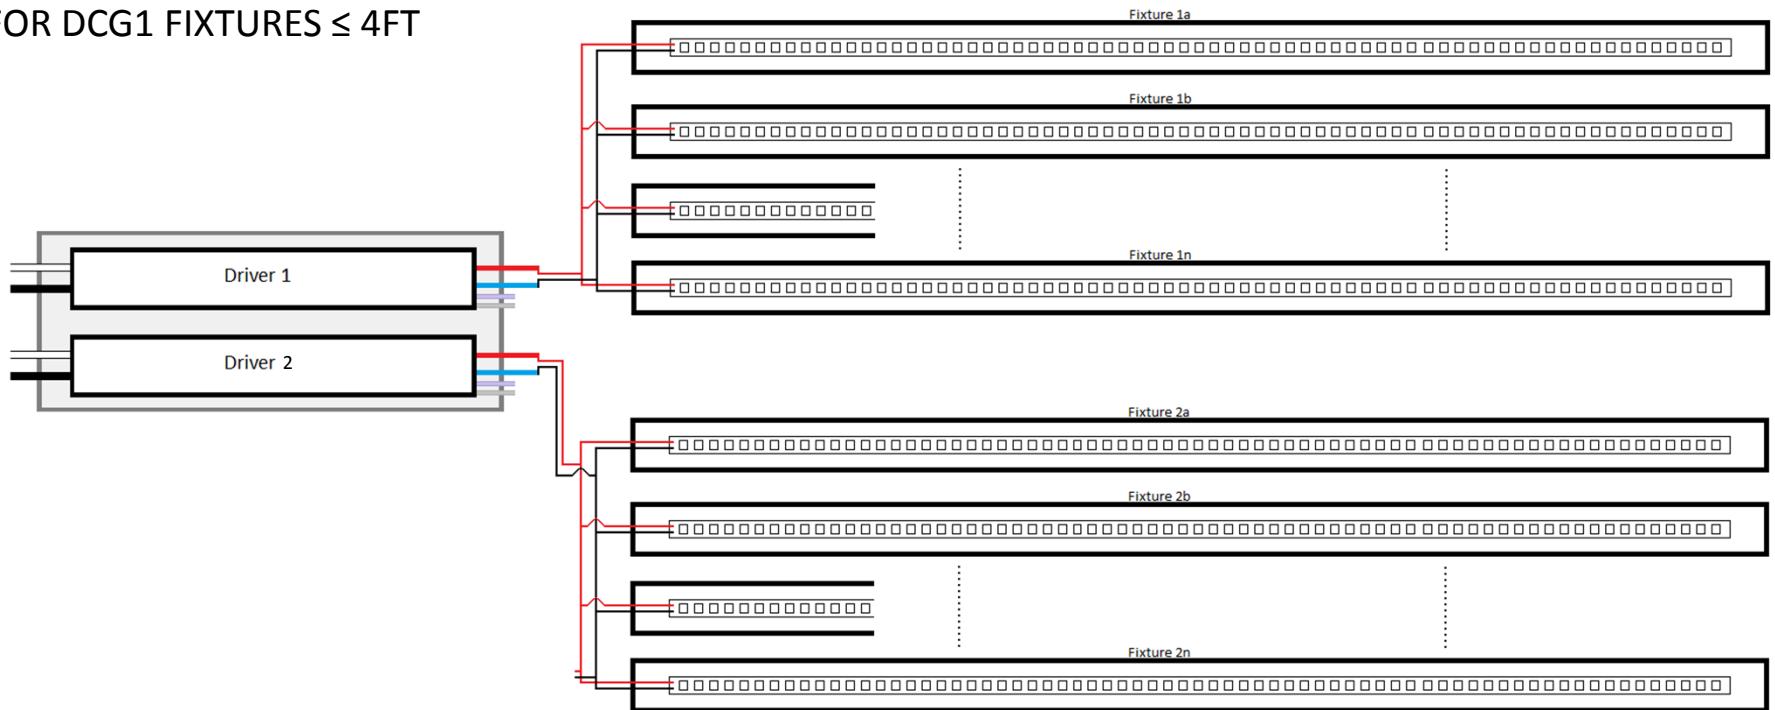 FOR DCG1 FIXTURES ≤ 4FT
Fixture 1a
Fixture 1b
Fixture 1n
Driver 1
Driver 2
Fixture 2a
Fixture 2b
Fixture 2n